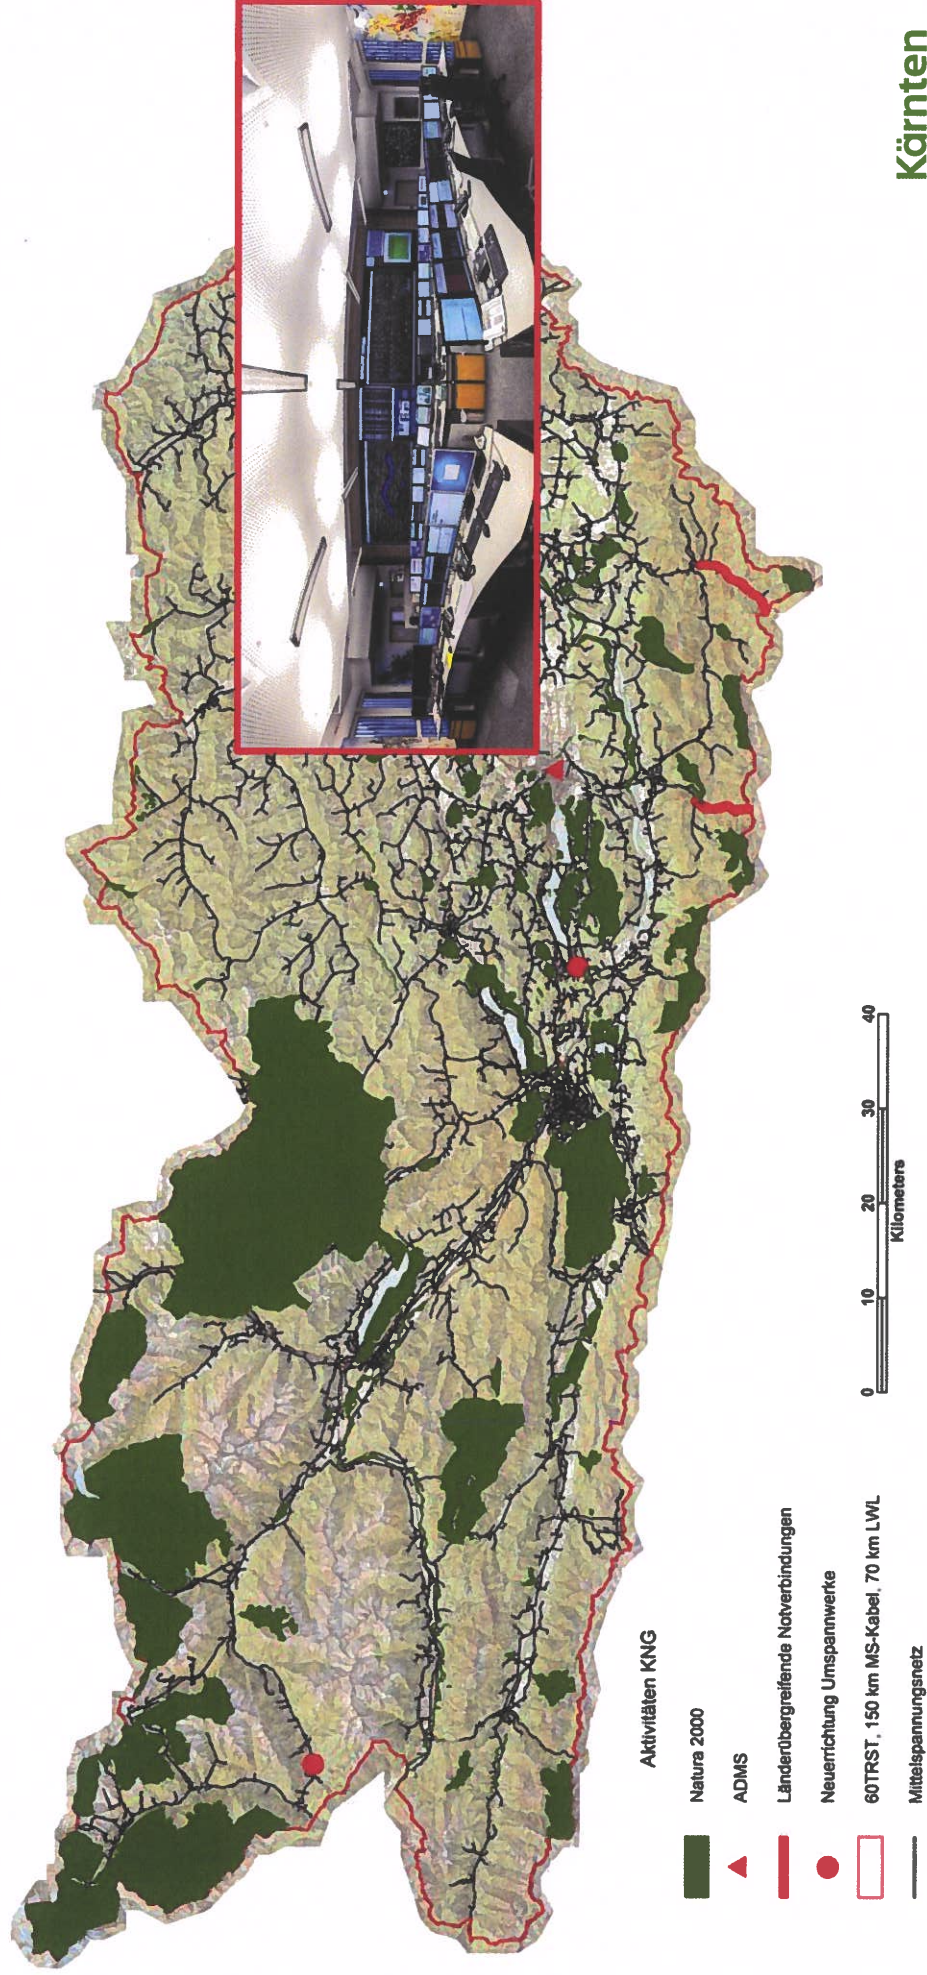 Kärnten
0 10 20 30 40
Kilometers
Aktivitäten KNG
Natura 2000
ADMS
Länderübergreifende Notverbindungen
Neuerrichtung Umspannwerke
60TRST, 150 km MS-Kabel, 70 km LWL
Mittelspannungsnetz